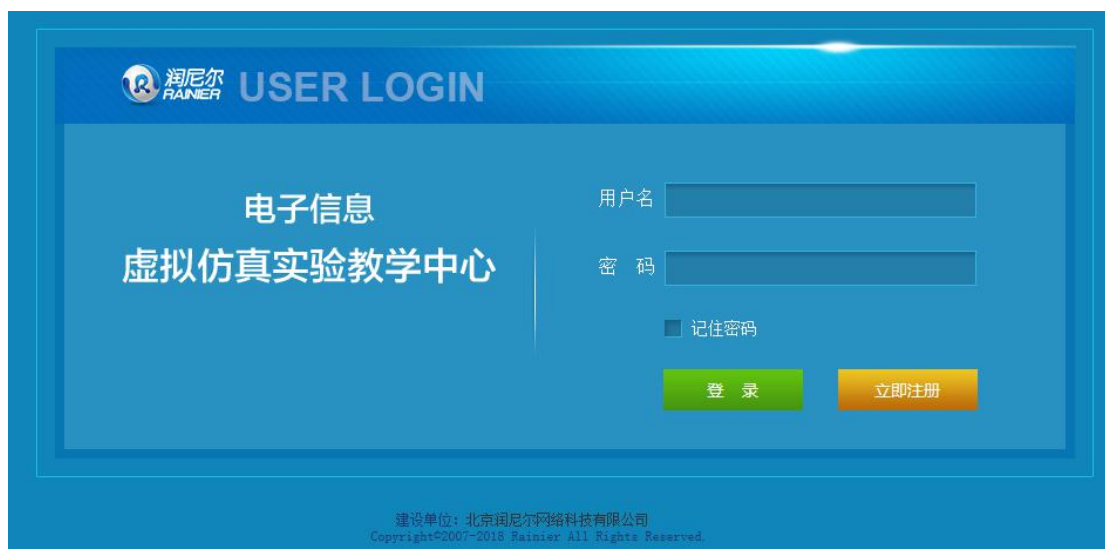 润尼尔
RAINIER
USER LOGIN
电子信息
虚拟仿真实验教学中心
用户名
密 码
记住密码
登 录
立即注册
建设单位：北京润尼尔网络科技有限公司
Copyright©2007-2018 Rainier All Rights Reserved.